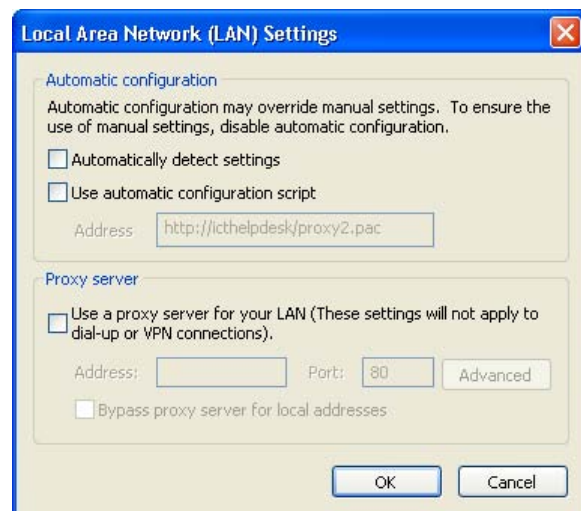 Local Area Network (LAN) Settings
Automatic configuration
Automatic configuration may override manual settings. To ensure the
use of manual settings, disable automatic configuration.
Automatically detect settings
Use automatic configuration script
Address http://icthelpdesk/proxy2.pac
Proxy server
Use a proxy server for your LAN (These settings will not apply to
dial-up or VPN connections).
Address: Port: 80 Advanced
Bypass proxy server for local addresses
OK Cancel